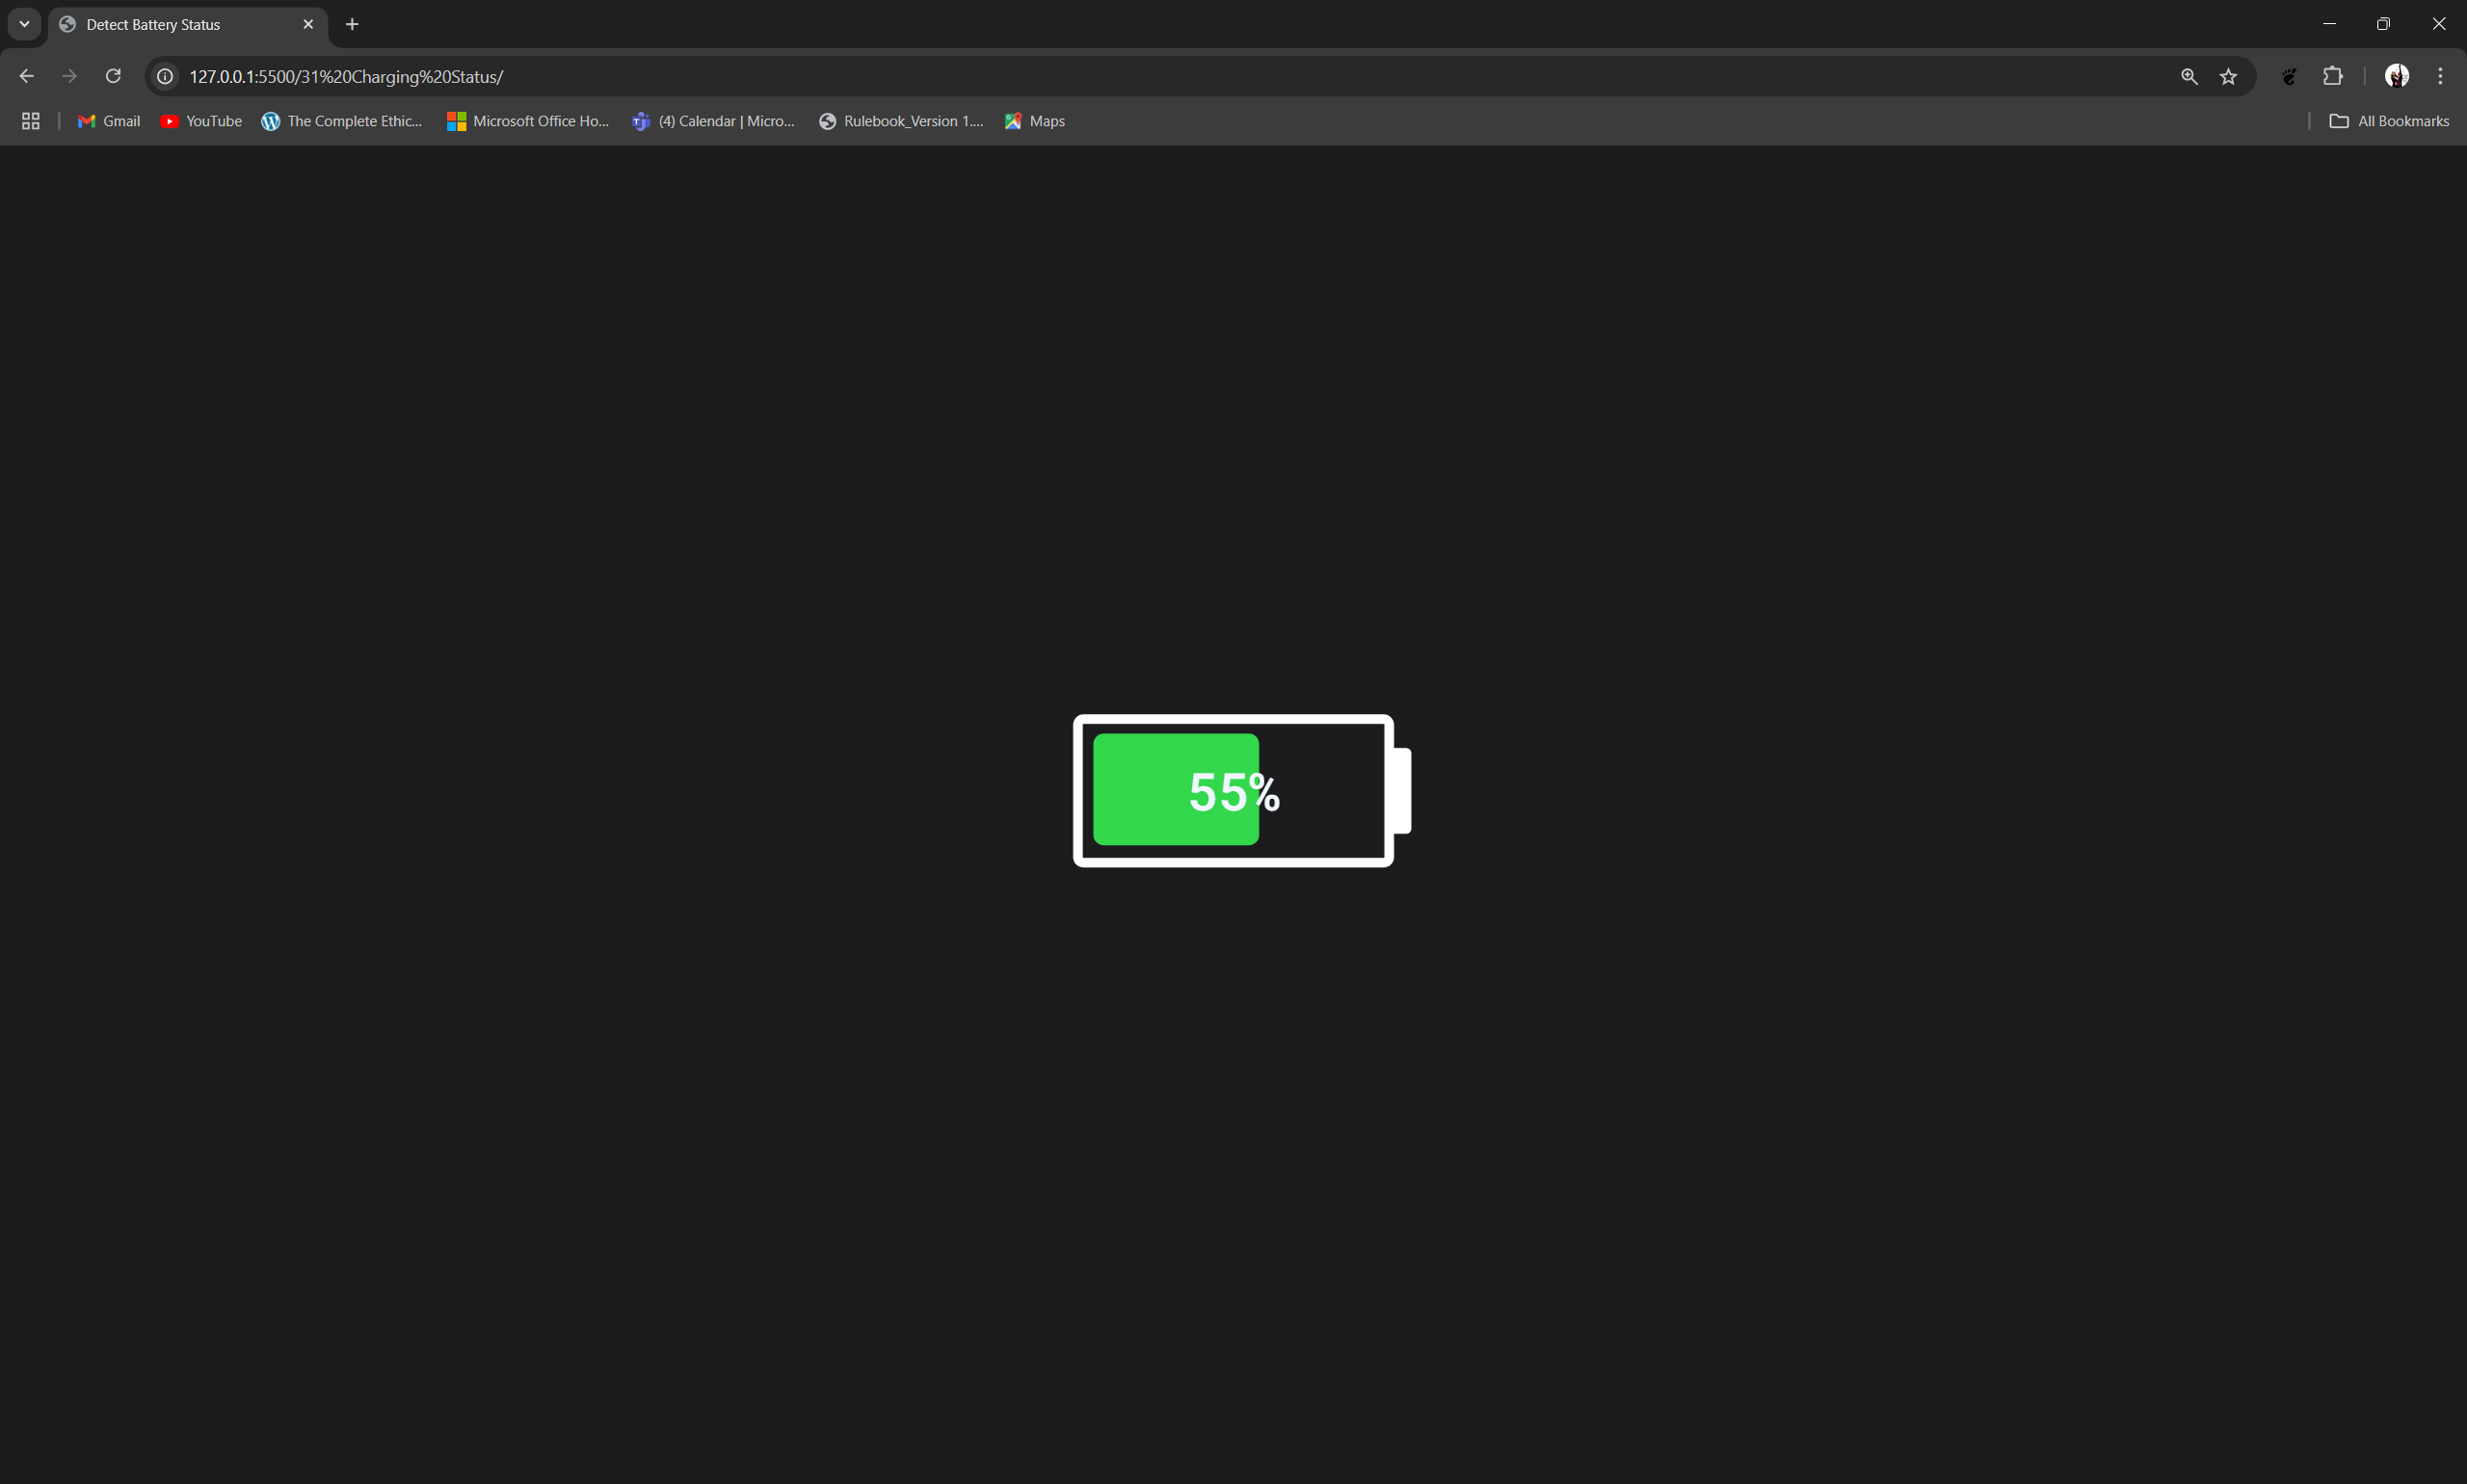 Detect Battery Status
127.0.0.1:5500/31%20Charging%20Status/
Gmail YouTube The Complete Ethic... Microsoft Office Ho... (4) Calendar | Micro... Rulebook_Version 1.... Maps All Bookmarks
55%